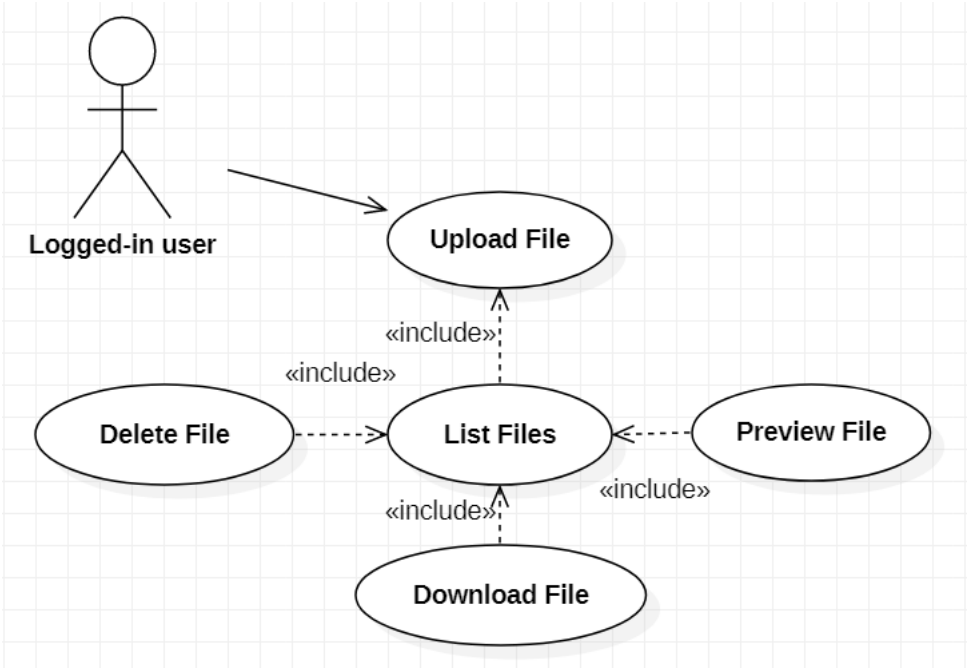 Logged-in user
Upload File
«include»
«include»
Delete File
List Files
Preview File
«include»
«include»
Download File